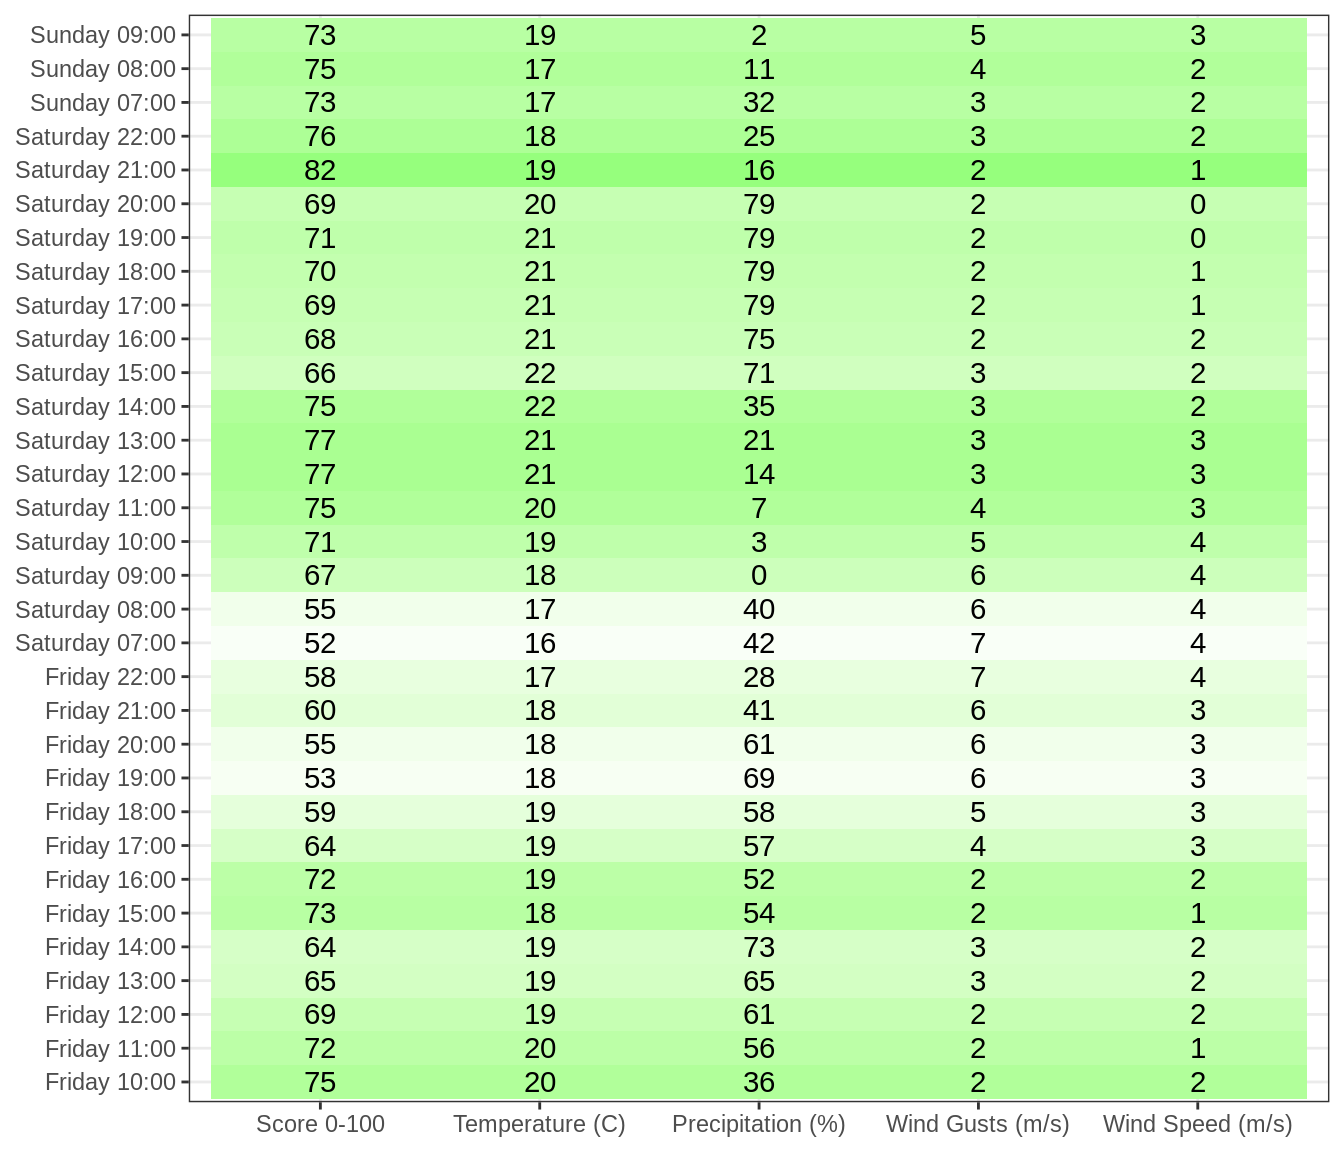 Sunday 09:00 73 19 2 5 3
Sunday 08:00 75 17 11 4 2
Sunday 07:00 73 17 32 3 2
Saturday 22:00 76 18 25 3 2
Saturday 21:00 82 19 16 2 1
Saturday 20:00 69 20 79 2 0
Saturday 19:00 71 21 79 2 0
Saturday 18:00 70 21 79 2 1
Saturday 17:00 69 21 79 2 1
Saturday 16:00 68 21 75 2 2
Saturday 15:00 66 22 71 3 2
Saturday 14:00 75 22 35 3 2
Saturday 13:00 77 21 21 3 3
Saturday 12:00 77 21 14 3 3
Saturday 11:00 75 20 7 4 3
Saturday 10:00 71 19 3 5 4
Saturday 09:00 67 18 0 6 4
Saturday 08:00 55 17 40 6 4
Saturday 07:00 52 16 42 7 4
Friday 22:00 58 17 28 7 4
Friday 21:00 60 18 41 6 3
Friday 20:00 55 18 61 6 3
Friday 19:00 53 18 69 6 3
Friday 18:00 59 19 58 5 3
Friday 17:00 64 19 57 4 3
Friday 16:00 72 19 52 2 2
Friday 15:00 73 18 54 2 1
Friday 14:00 64 19 73 3 2
Friday 13:00 65 19 65 3 2
Friday 12:00 69 19 61 2 2
Friday 11:00 72 20 56 2 1
Friday 10:00 75 20 36 2 2
Score 0-100 Temperature (C) Precipitation (%) Wind Gusts (m/s) Wind Speed (m/s)